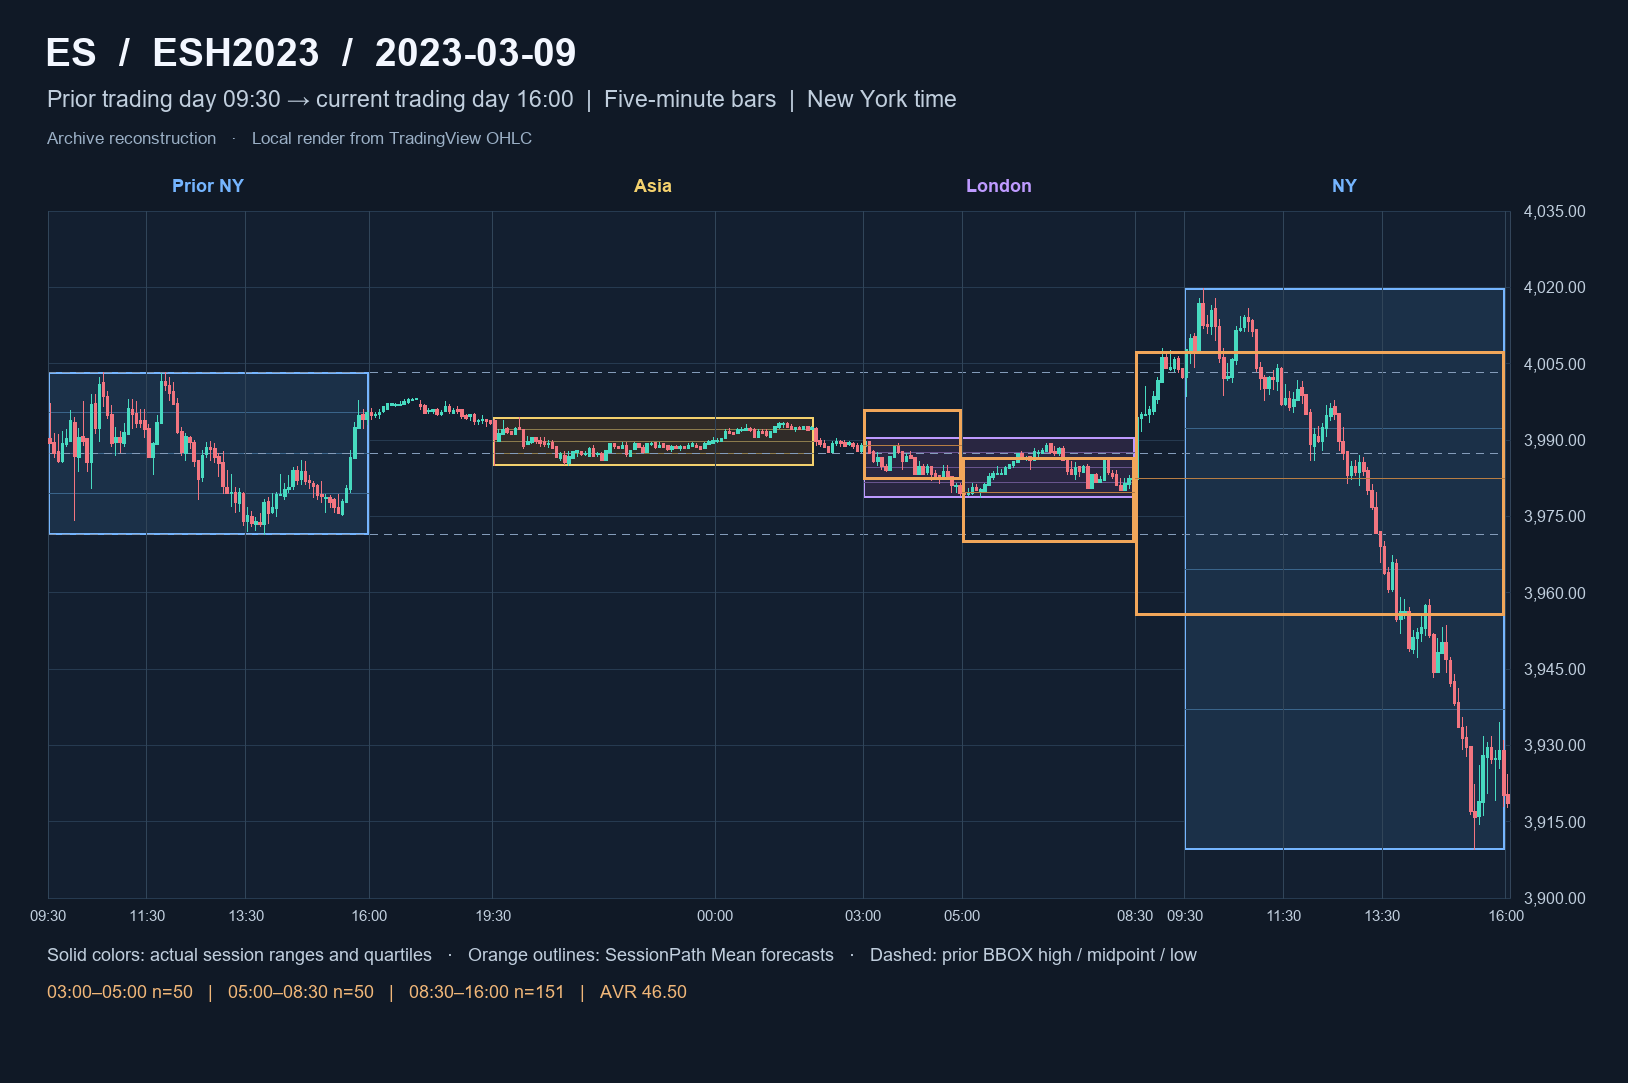 ES / ESH2023 / 2023-03-09
Prior trading day 09:30 → current trading day 16:00 | Five-minute bars | New York time
Archive reconstruction · Local render from TradingView OHLC
Prior NY Asia London NY
4,035.00
4,020.00
4,005.00
3,990.00
3,975.00
3,960.00
3,945.00
3,930.00
3,915.00
3,900.00
09:30 11:30 13:30 16:00 19:30 00:00 03:00 05:00 08:30 09:30 11:30 13:30 16:00
Solid colors: actual session ranges and quartiles · Orange outlines: SessionPath Mean forecasts · Dashed: prior BBOX high / midpoint / low
03:00–05:00 n=50 | 05:00–08:30 n=50 | 08:30–16:00 n=151 | AVR 46.50